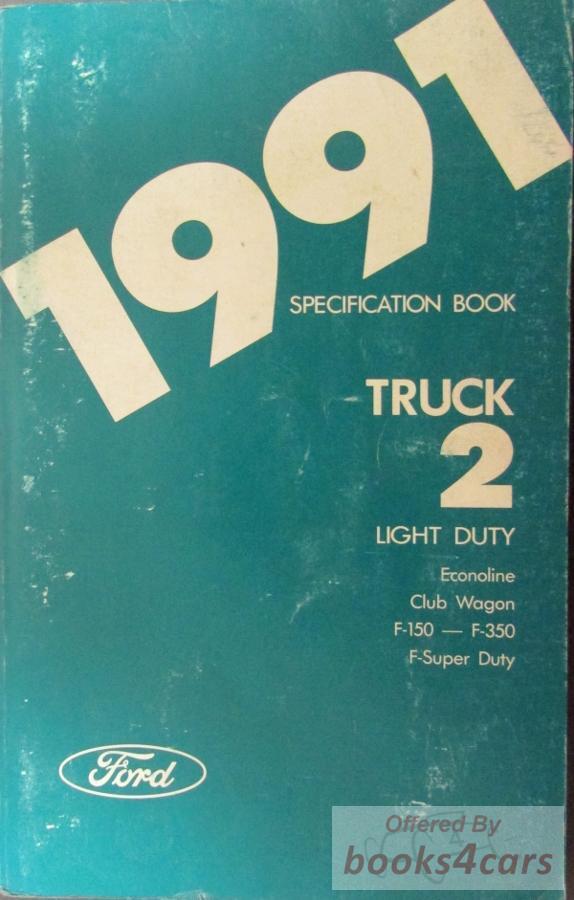 1991
SPECIFICATION BOOK
TRUCK
2
LIGHT DUTY
Econoline
Club Wagon
F-150 — F-350
F-Super Duty
Ford
Offered By
books4cars